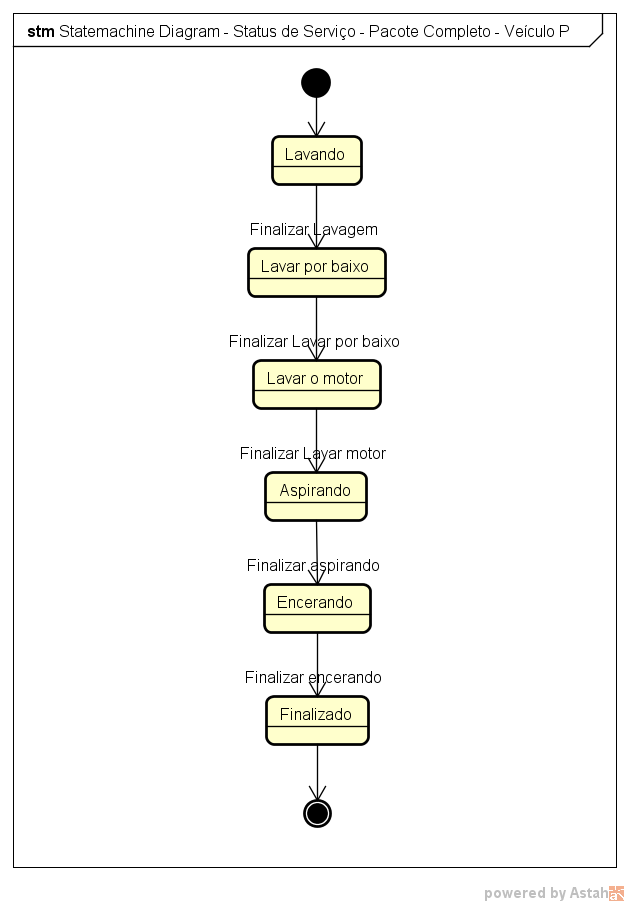 stm Statemachine Diagram - Status de Serviço - Pacote Completo - Veículo P
Lavando
Finalizar Lavagem
Lavar por baixo
Finalizar Lavar por baixo
Lavar o motor
Finalizar Lavar motor
Aspirando
Finalizar aspirando
Encerando
Finalizar encerando
Finalizado
powered by Astah